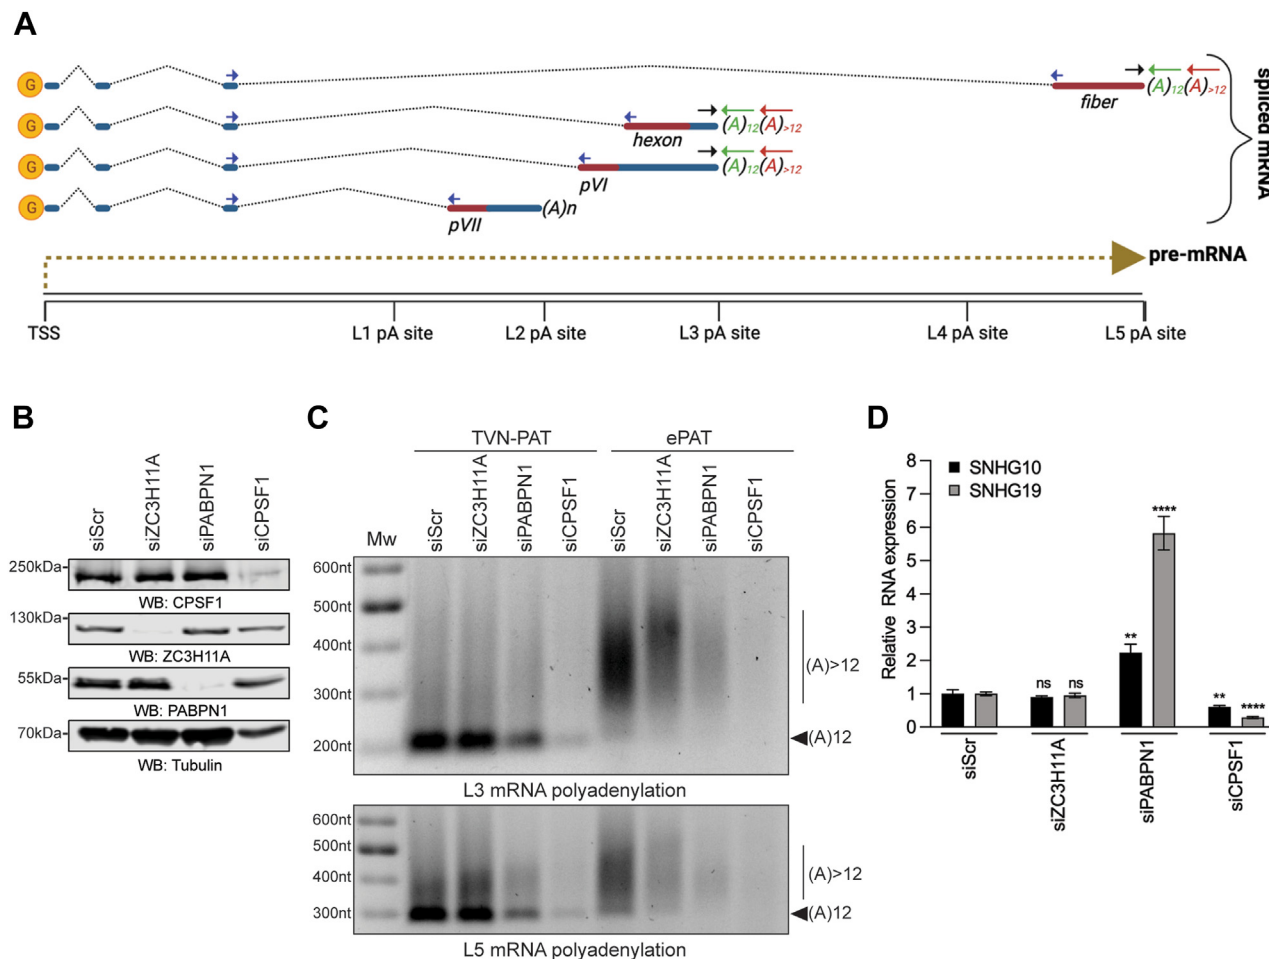 A
G
fiber
(A)12(A)>12
G
hexon
(A)12(A)>12
G
pVI
(A)12(A)>12
G
pVII
(A)n
spliced mRNA
pre-mRNA
TSS
L1 pA site
L2 pA site
L3 pA site
L4 pA site
L5 pA site
B
siScr
siZC3H11A
siPABPN1
siCPSF1
250kDa
WB: CPSF1
130kDa
WB: ZC3H11A
55kDa
WB: PABPN1
70kDa
WB: Tubulin
C
TVN-PAT
ePAT
Mw
siScr
siZC3H11A
siPABPN1
siCPSF1
siScr
siZC3H11A
siPABPN1
siCPSF1
600nt
500nt
400nt
300nt
200nt
(A)>12
(A)12
L3 mRNA polyadenylation
600nt
500nt
400nt
300nt
(A)>12
(A)12
L5 mRNA polyadenylation
D
Relative RNA expression
8
7
6
5
4
3
2
1
0
SNHG10
SNHG19
ns
ns
**
****
**
****
siScr
siZC3H11A
siPABPN1
siCPSF1